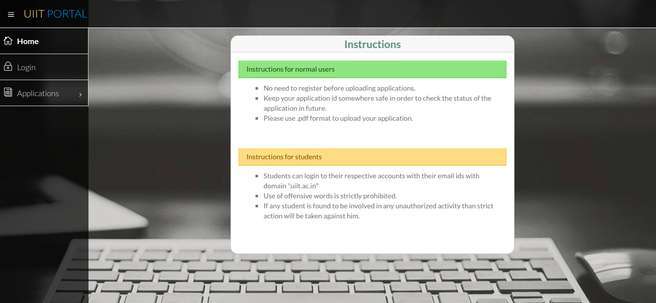 UIIT PORTAL
Home
Login
Applications
Instructions
Instructions for normal users
No need to register before uploading applications.
Keep your application id somewhere safe in order to check the status of the
application in future.
Please use .pdf format to upload your application.
Instructions for students
Students can login to their respective accounts with their email ids with
domain "uiit.ac.in"
Use of offensive words is strictly prohibited.
If any student is found to be involved in any unauthorized activity than strict
action will be taken against him.